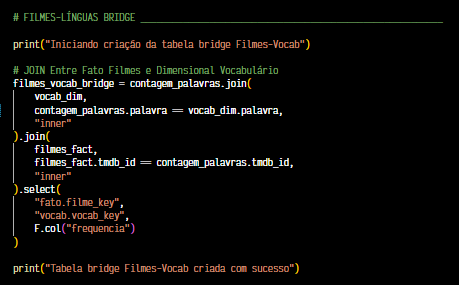 # FILMES-LÍNGUAS BRIDGE ______________________________________________
print("Iniciando criação da tabela bridge Filmes-Vocab")
# JOIN Entre Fato Filmes e Dimensional Vocabulário
filmes_vocab_bridge = contagem_palavras.join(
    vocab_dim,
    contagem_palavras.palavra == vocab_dim.palavra,
    "inner"
).join(
    filmes_fact,
    filmes_fact.tmdb_id == contagem_palavras.tmdb_id,
    "inner"
).select(
    "fato.filme_key",
    "vocab.vocab_key",
    F.col("frequencia")
)
print("Tabela bridge Filmes-Vocab criada com sucesso")